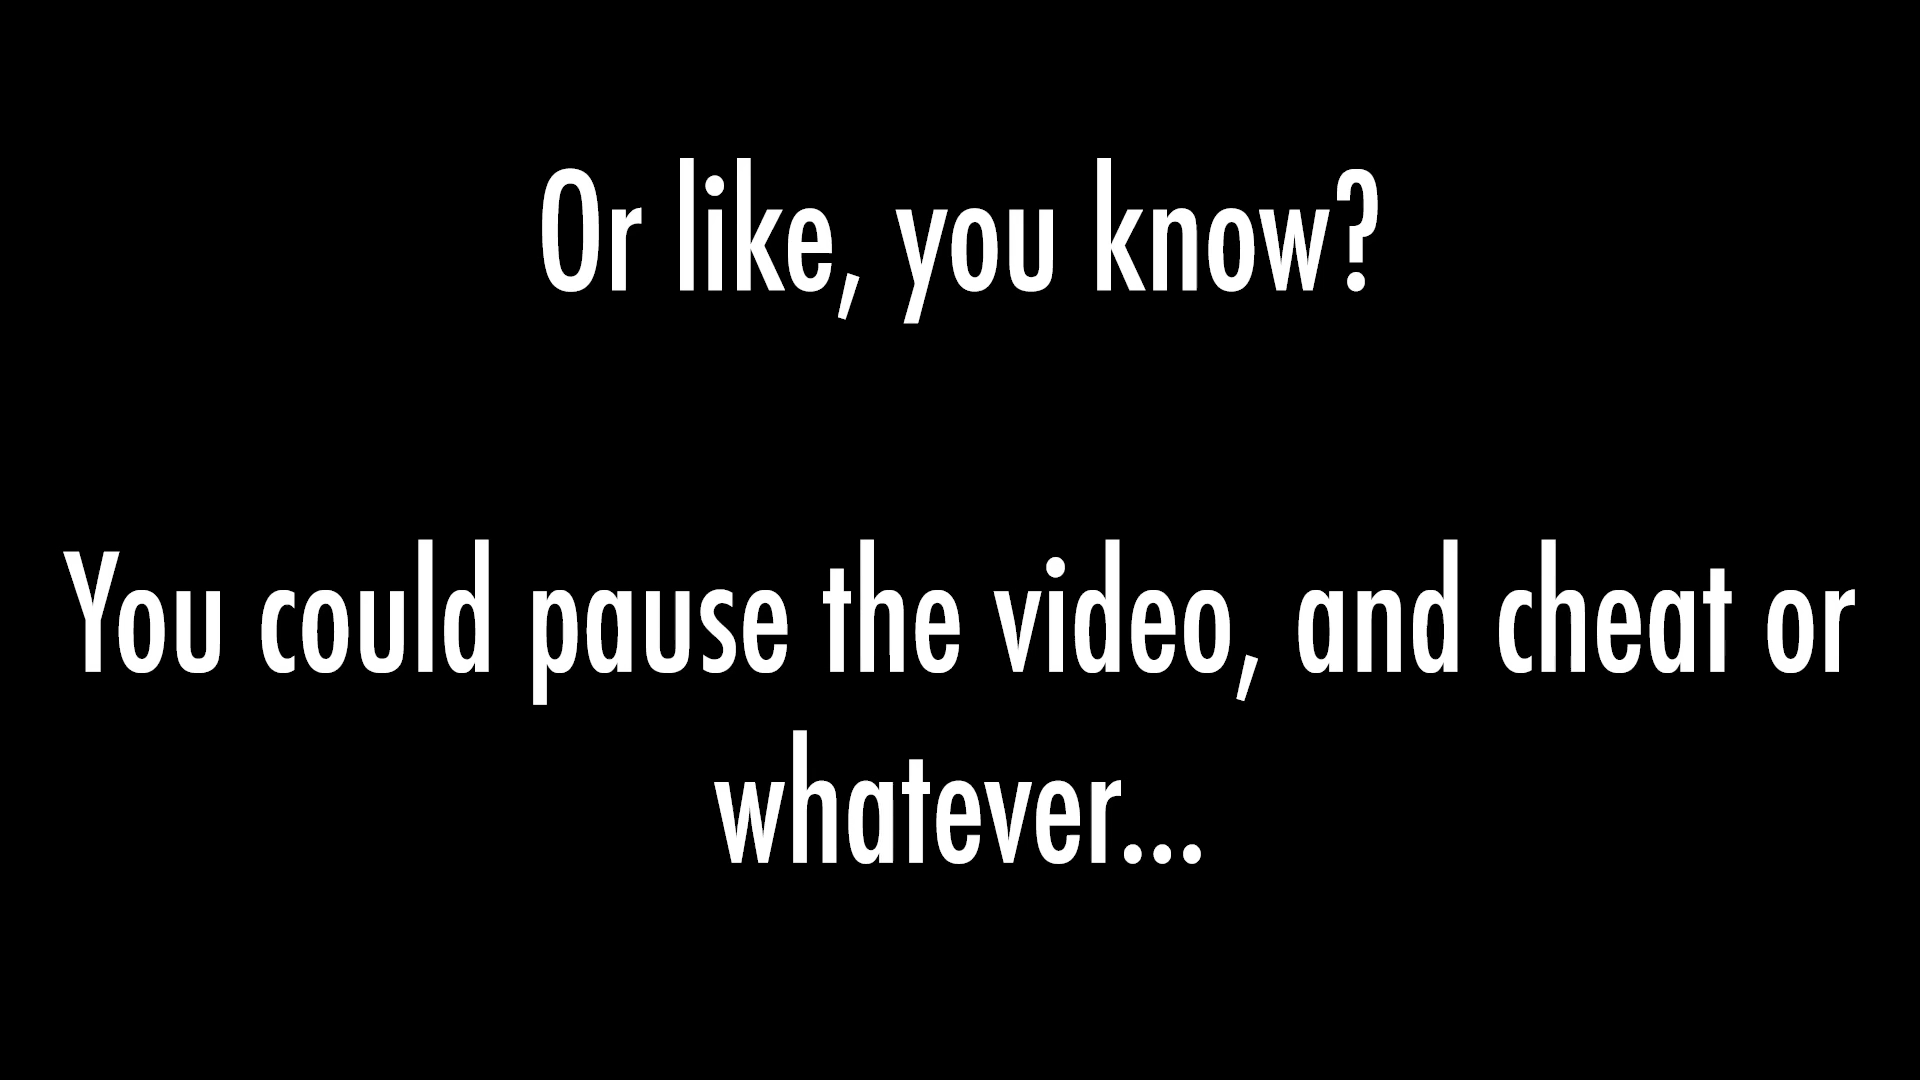 Or like, you know?
You could pause the video, and cheat or
whatever...